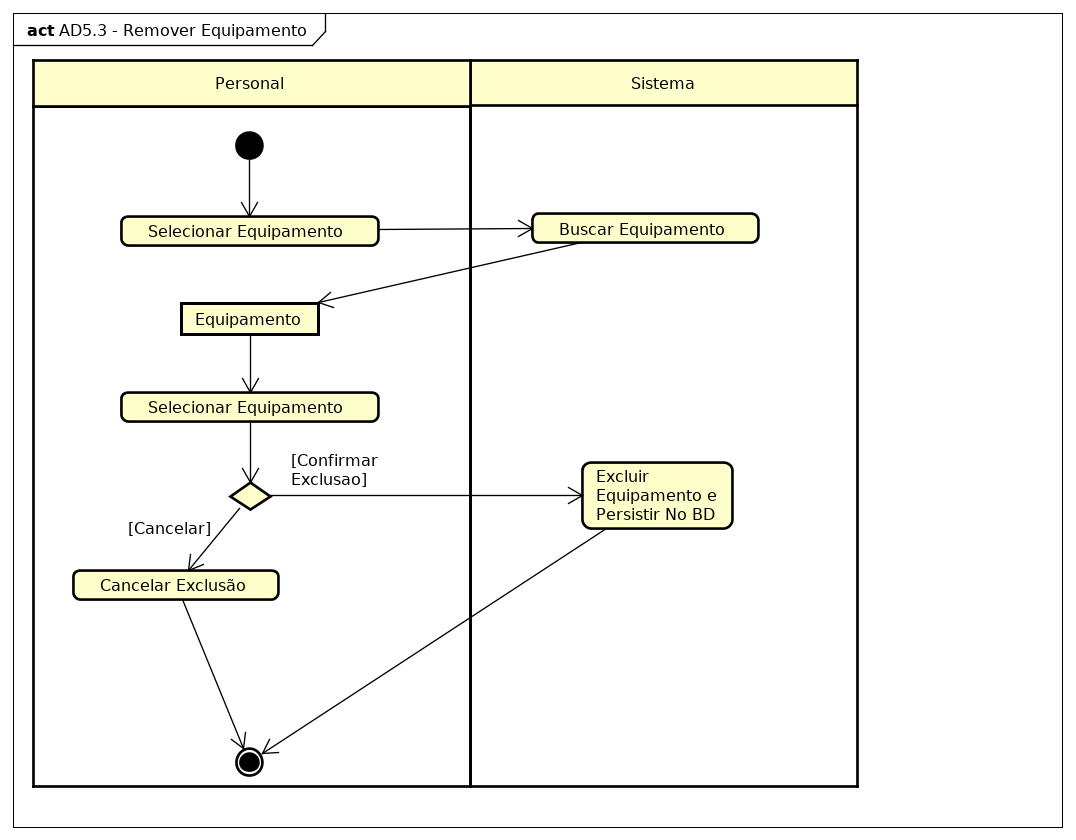 act AD5.3 - Remover Equipamento
Personal
Sistema
Selecionar Equipamento
Buscar Equipamento
Equipamento
Selecionar Equipamento
[Confirmar
Exclusao]
Excluir
Equipamento e
Persistir No BD
[Cancelar]
Cancelar Exclusão